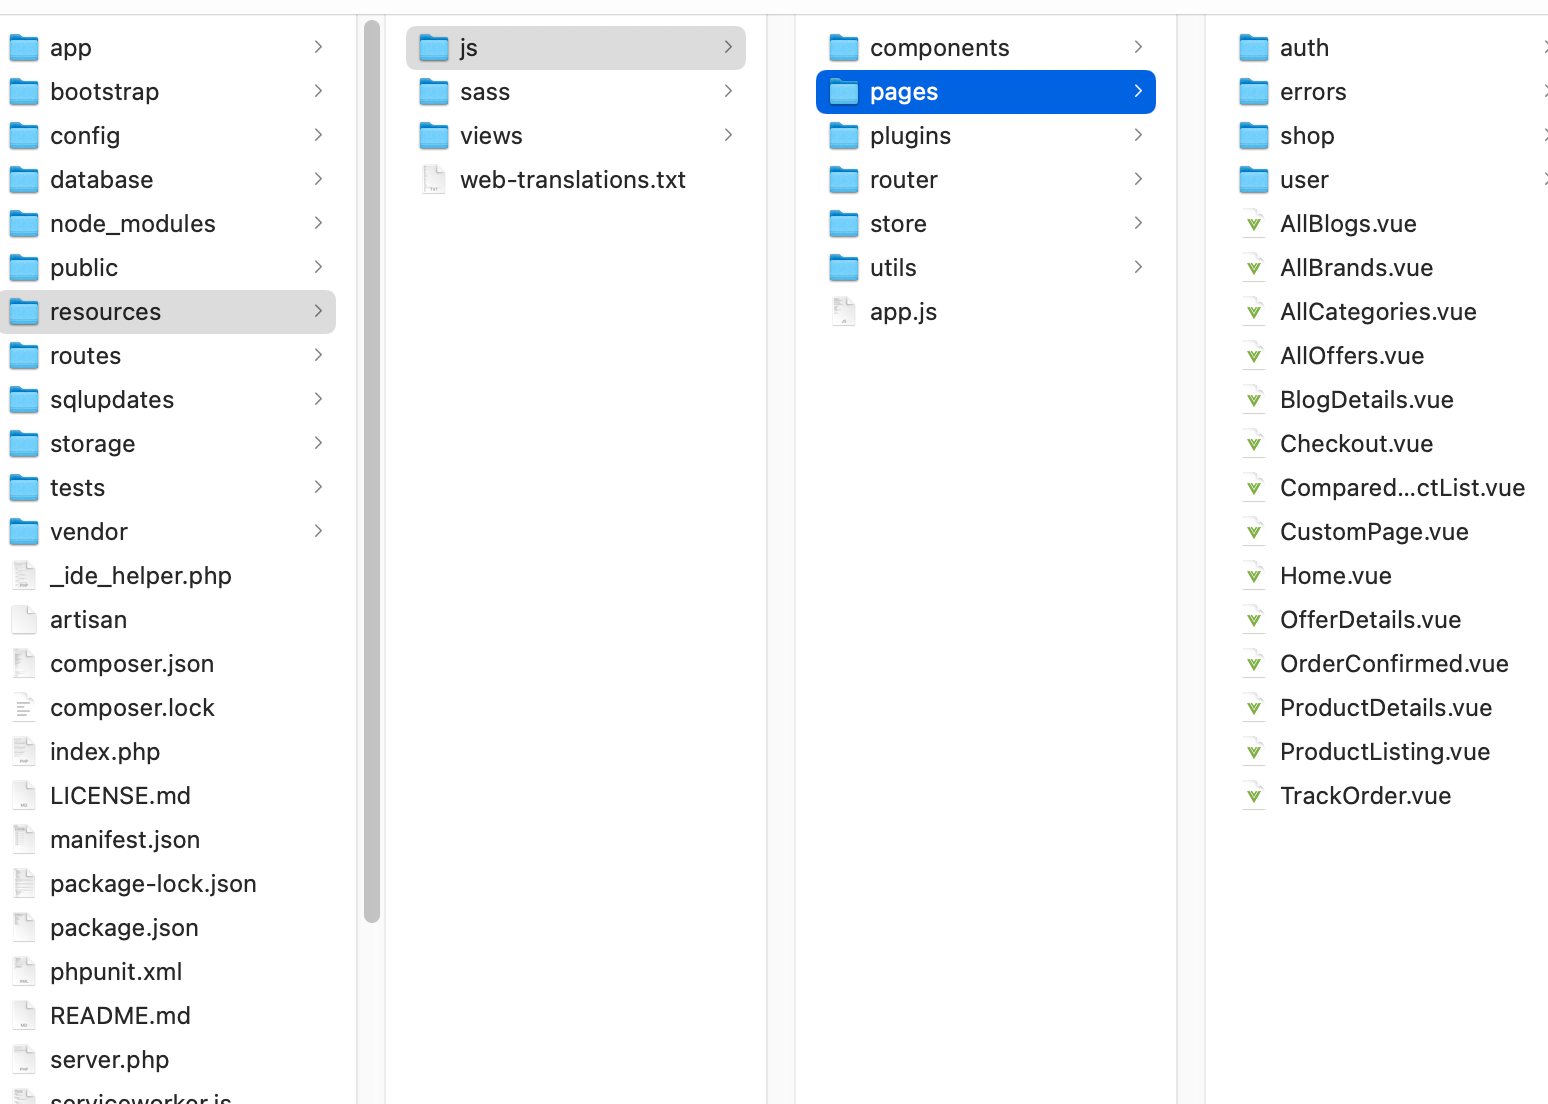 app
bootstrap
config
database
node_modules
public
resources
routes
sqlupdates
storage
tests
vendor
_ide_helper.php
artisan
composer.json
composer.lock
index.php
LICENSE.md
manifest.json
package-lock.json
package.json
phpunit.xml
README.md
server.php
serviceworker.js
js
sass
views
web-translations.txt
components
pages
plugins
router
store
utils
app.js
auth
errors
shop
user
AllBlogs.vue
AllBrands.vue
AllCategories.vue
AllOffers.vue
BlogDetails.vue
Checkout.vue
Compared...ctList.vue
CustomPage.vue
Home.vue
OfferDetails.vue
OrderConfirmed.vue
ProductDetails.vue
ProductListing.vue
TrackOrder.vue